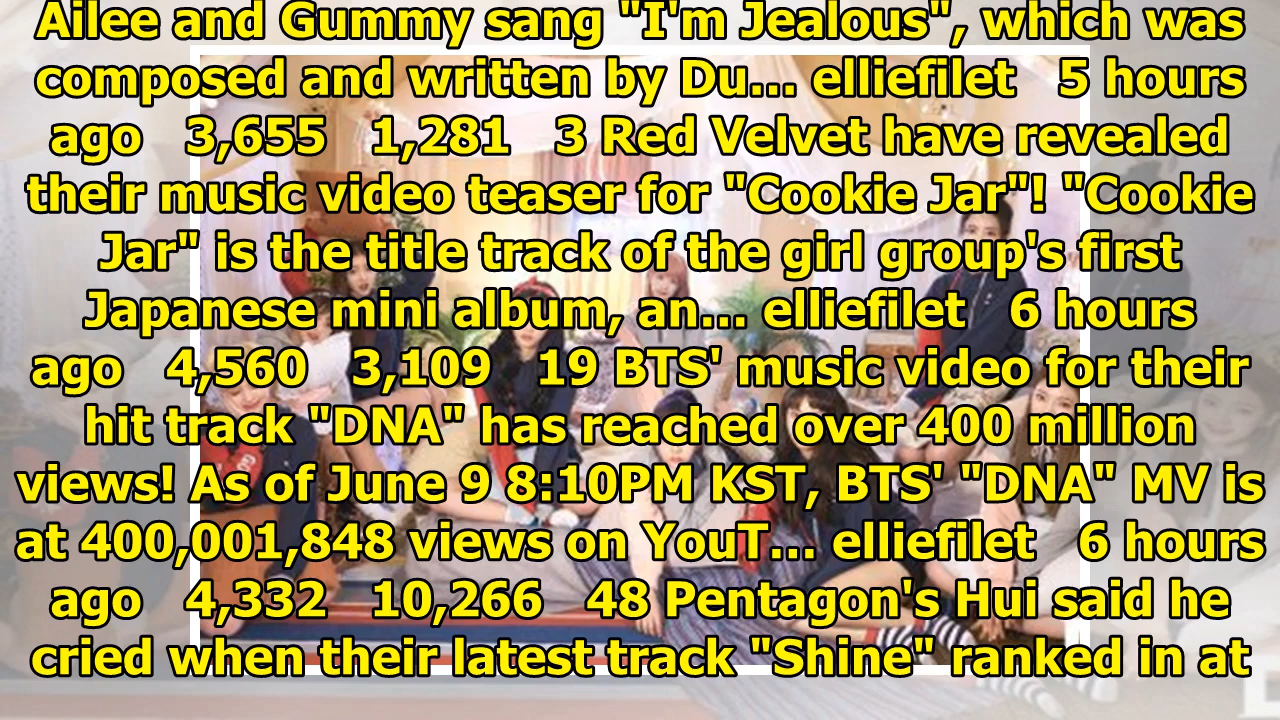 Ailee and Gummy sang "I'm Jealous", which was
composed and written by Du... elliefilet 5 hours
ago 3,655 1,281 3 Red Velvet have revealed
their music video teaser for "Cookie Jar"! "Cookie
Jar" is the title track of the girl group's first
Japanese mini album, an... elliefilet 6 hours
ago 4,560 3,109 19 BTS' music video for their
hit track "DNA" has reached over 400 million
views! As of June 9 8:10PM KST, BTS' "DNA" MV is
at 400,001,848 views on YouT... elliefilet 6 hours
ago 4,332 10,266 48 Pentagon's Hui said he
cried when their latest track "Shine" ranked in at